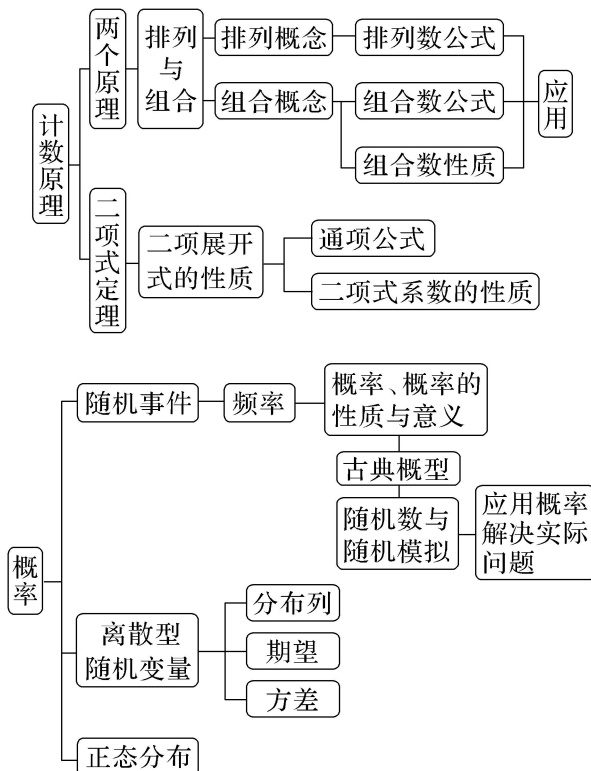 计数原理
两个原理
排列
与
组合
排列概念
排列数公式
组合概念
组合数公式
组合数性质
应用
二项式定理
二项展开
式的性质
通项公式
二项式系数的性质
概率
随机事件
频率
概率、概率的
性质与意义
古典概型
随机数与
随机模拟
应用概率
解决实际
问题
离散型
随机变量
分布列
期望
方差
正态分布